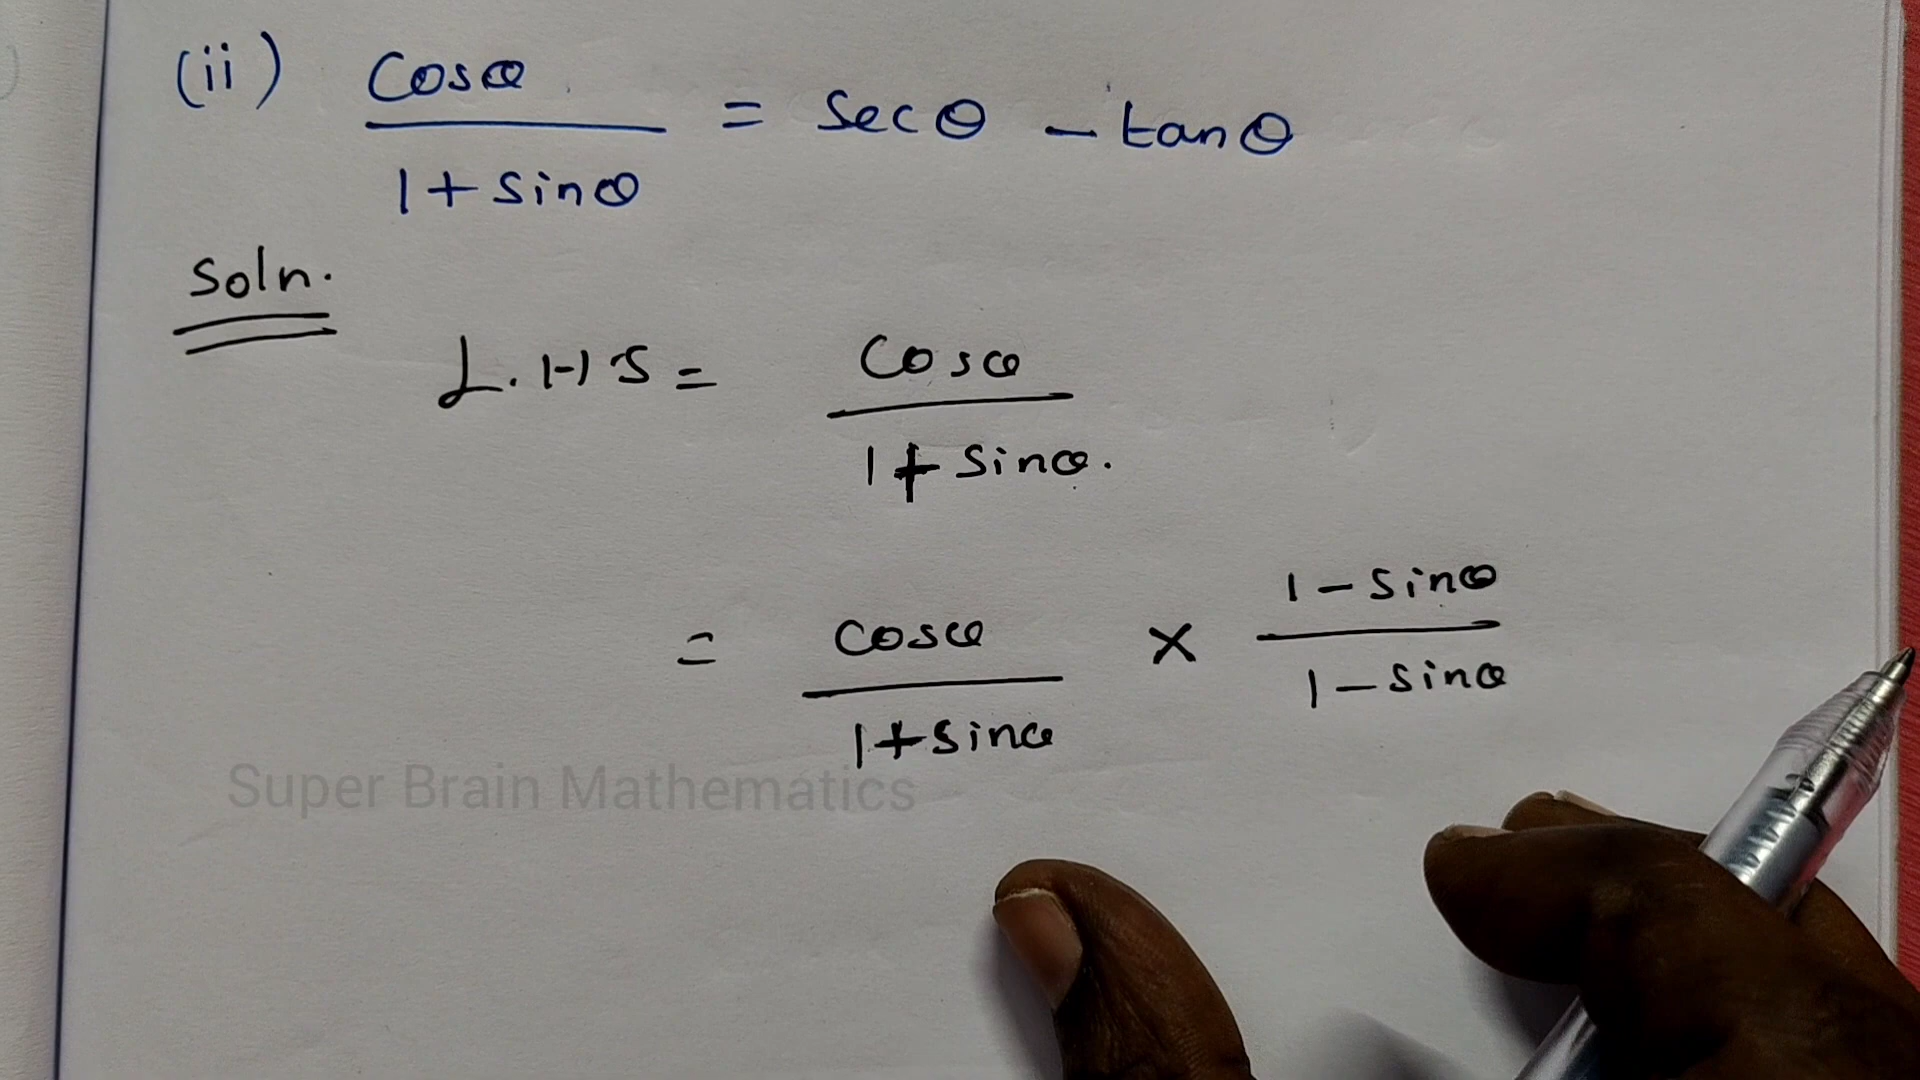 (ii) cosθ / 1+sinθ = secθ - tanθ
Soln.
L.HS = cosθ / 1+sinθ.
= cosθ / 1+sinθ × 1-sinθ / 1-sinθ
Super Brain Mathematics